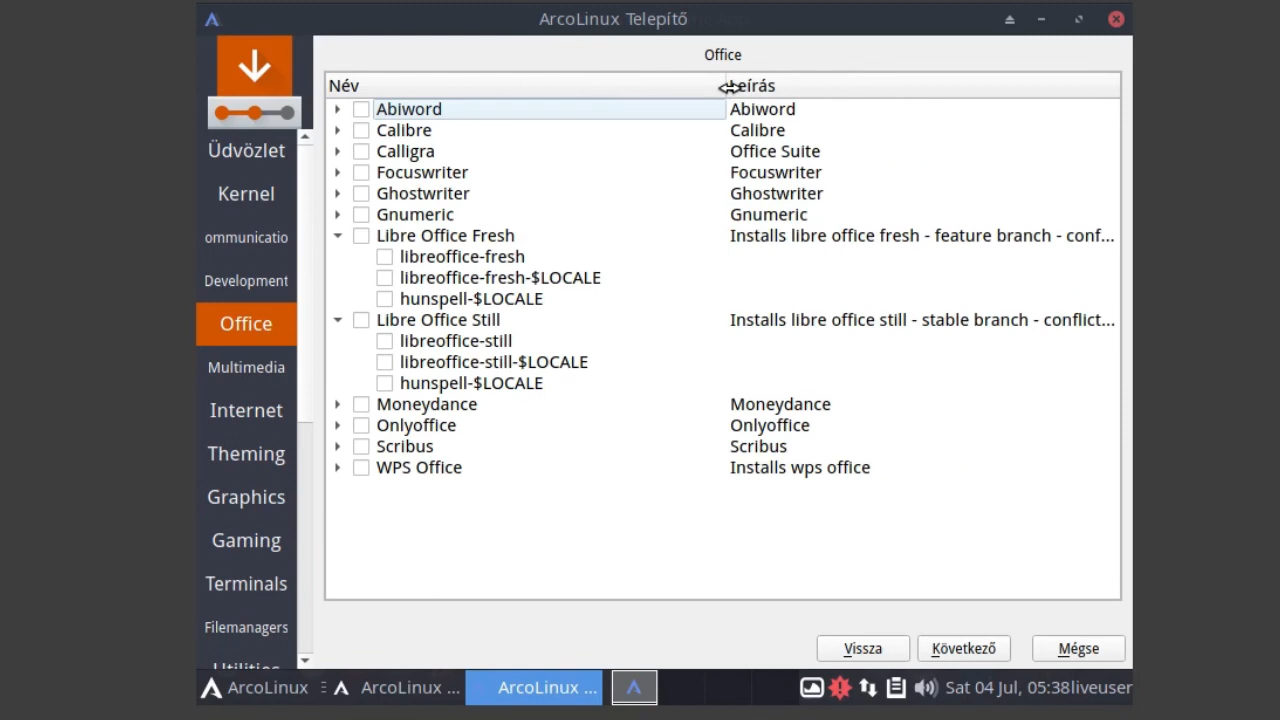 ArcoLinux Telepítő
Office
Név
Leírás
Abiword Abiword
Calibre Calibre
Calligra Office Suite
Focuswriter Focuswriter
Ghostwriter Ghostwriter
Gnumeric Gnumeric
Libre Office Fresh Installs libre office fresh - feature branch - conf...
libreoffice-fresh
libreoffice-fresh-$LOCALE
hunspell-$LOCALE
Libre Office Still Installs libre office still - stable branch - conflict...
libreoffice-still
libreoffice-still-$LOCALE
hunspell-$LOCALE
Moneydance Moneydance
Onlyoffice Onlyoffice
Scribus Scribus
WPS Office Installs wps office
Üdvözlet
Kernel
ommunicatio
Development
Office
Multimedia
Internet
Theming
Graphics
Gaming
Terminals
Filemanagers
Utilities
Vissza Következő Mégse
ArcoLinux ArcoLinux ... ArcoLinux ... Sat 04 Jul, 05:38liveuser